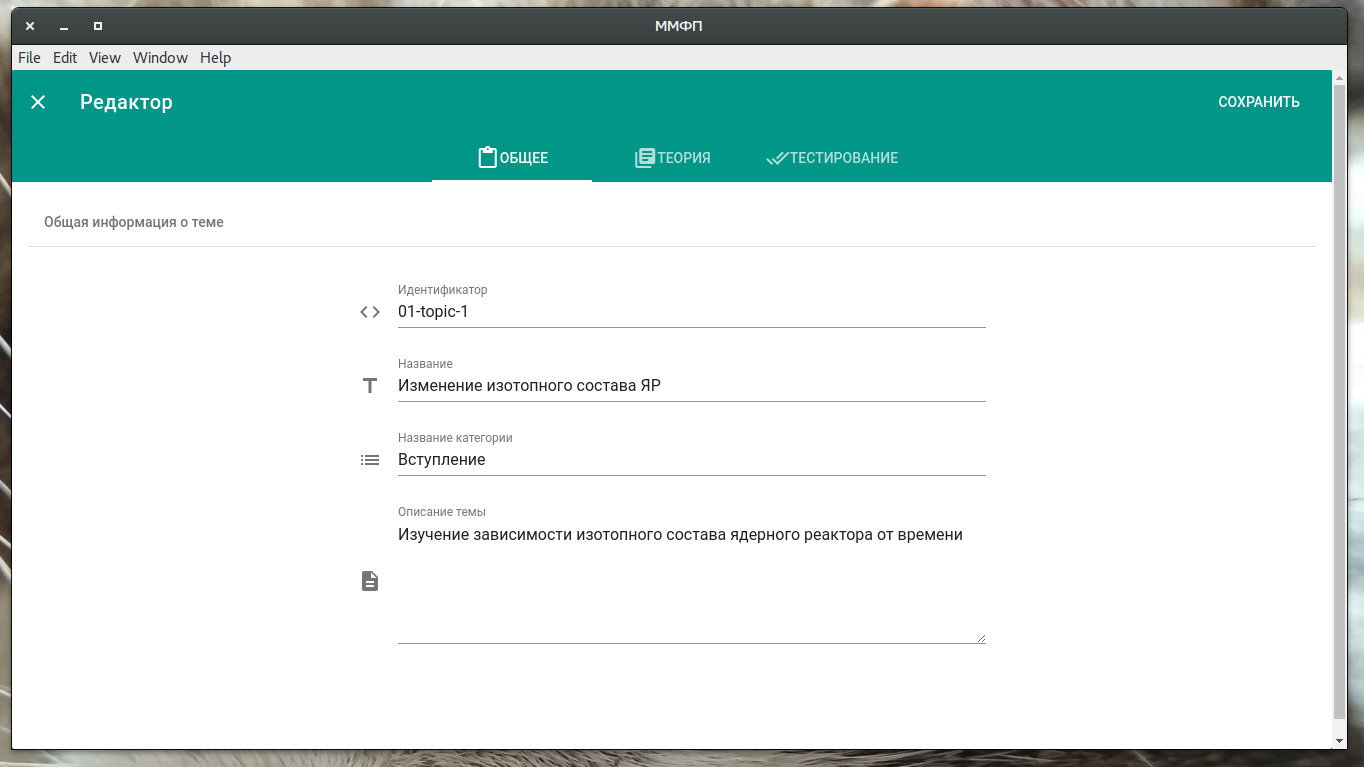 ММФП
File Edit View Window Help
Редактор
СОХРАНИТЬ
ОБЩЕЕ
ТЕОРИЯ
ТЕСТИРОВАНИЕ
Общая информация о теме
Идентификатор
01-topic-1
Название
Изменение изотопного состава ЯР
Название категории
Вступление
Описание темы
Изучение зависимости изотопного состава ядерного реактора от времени